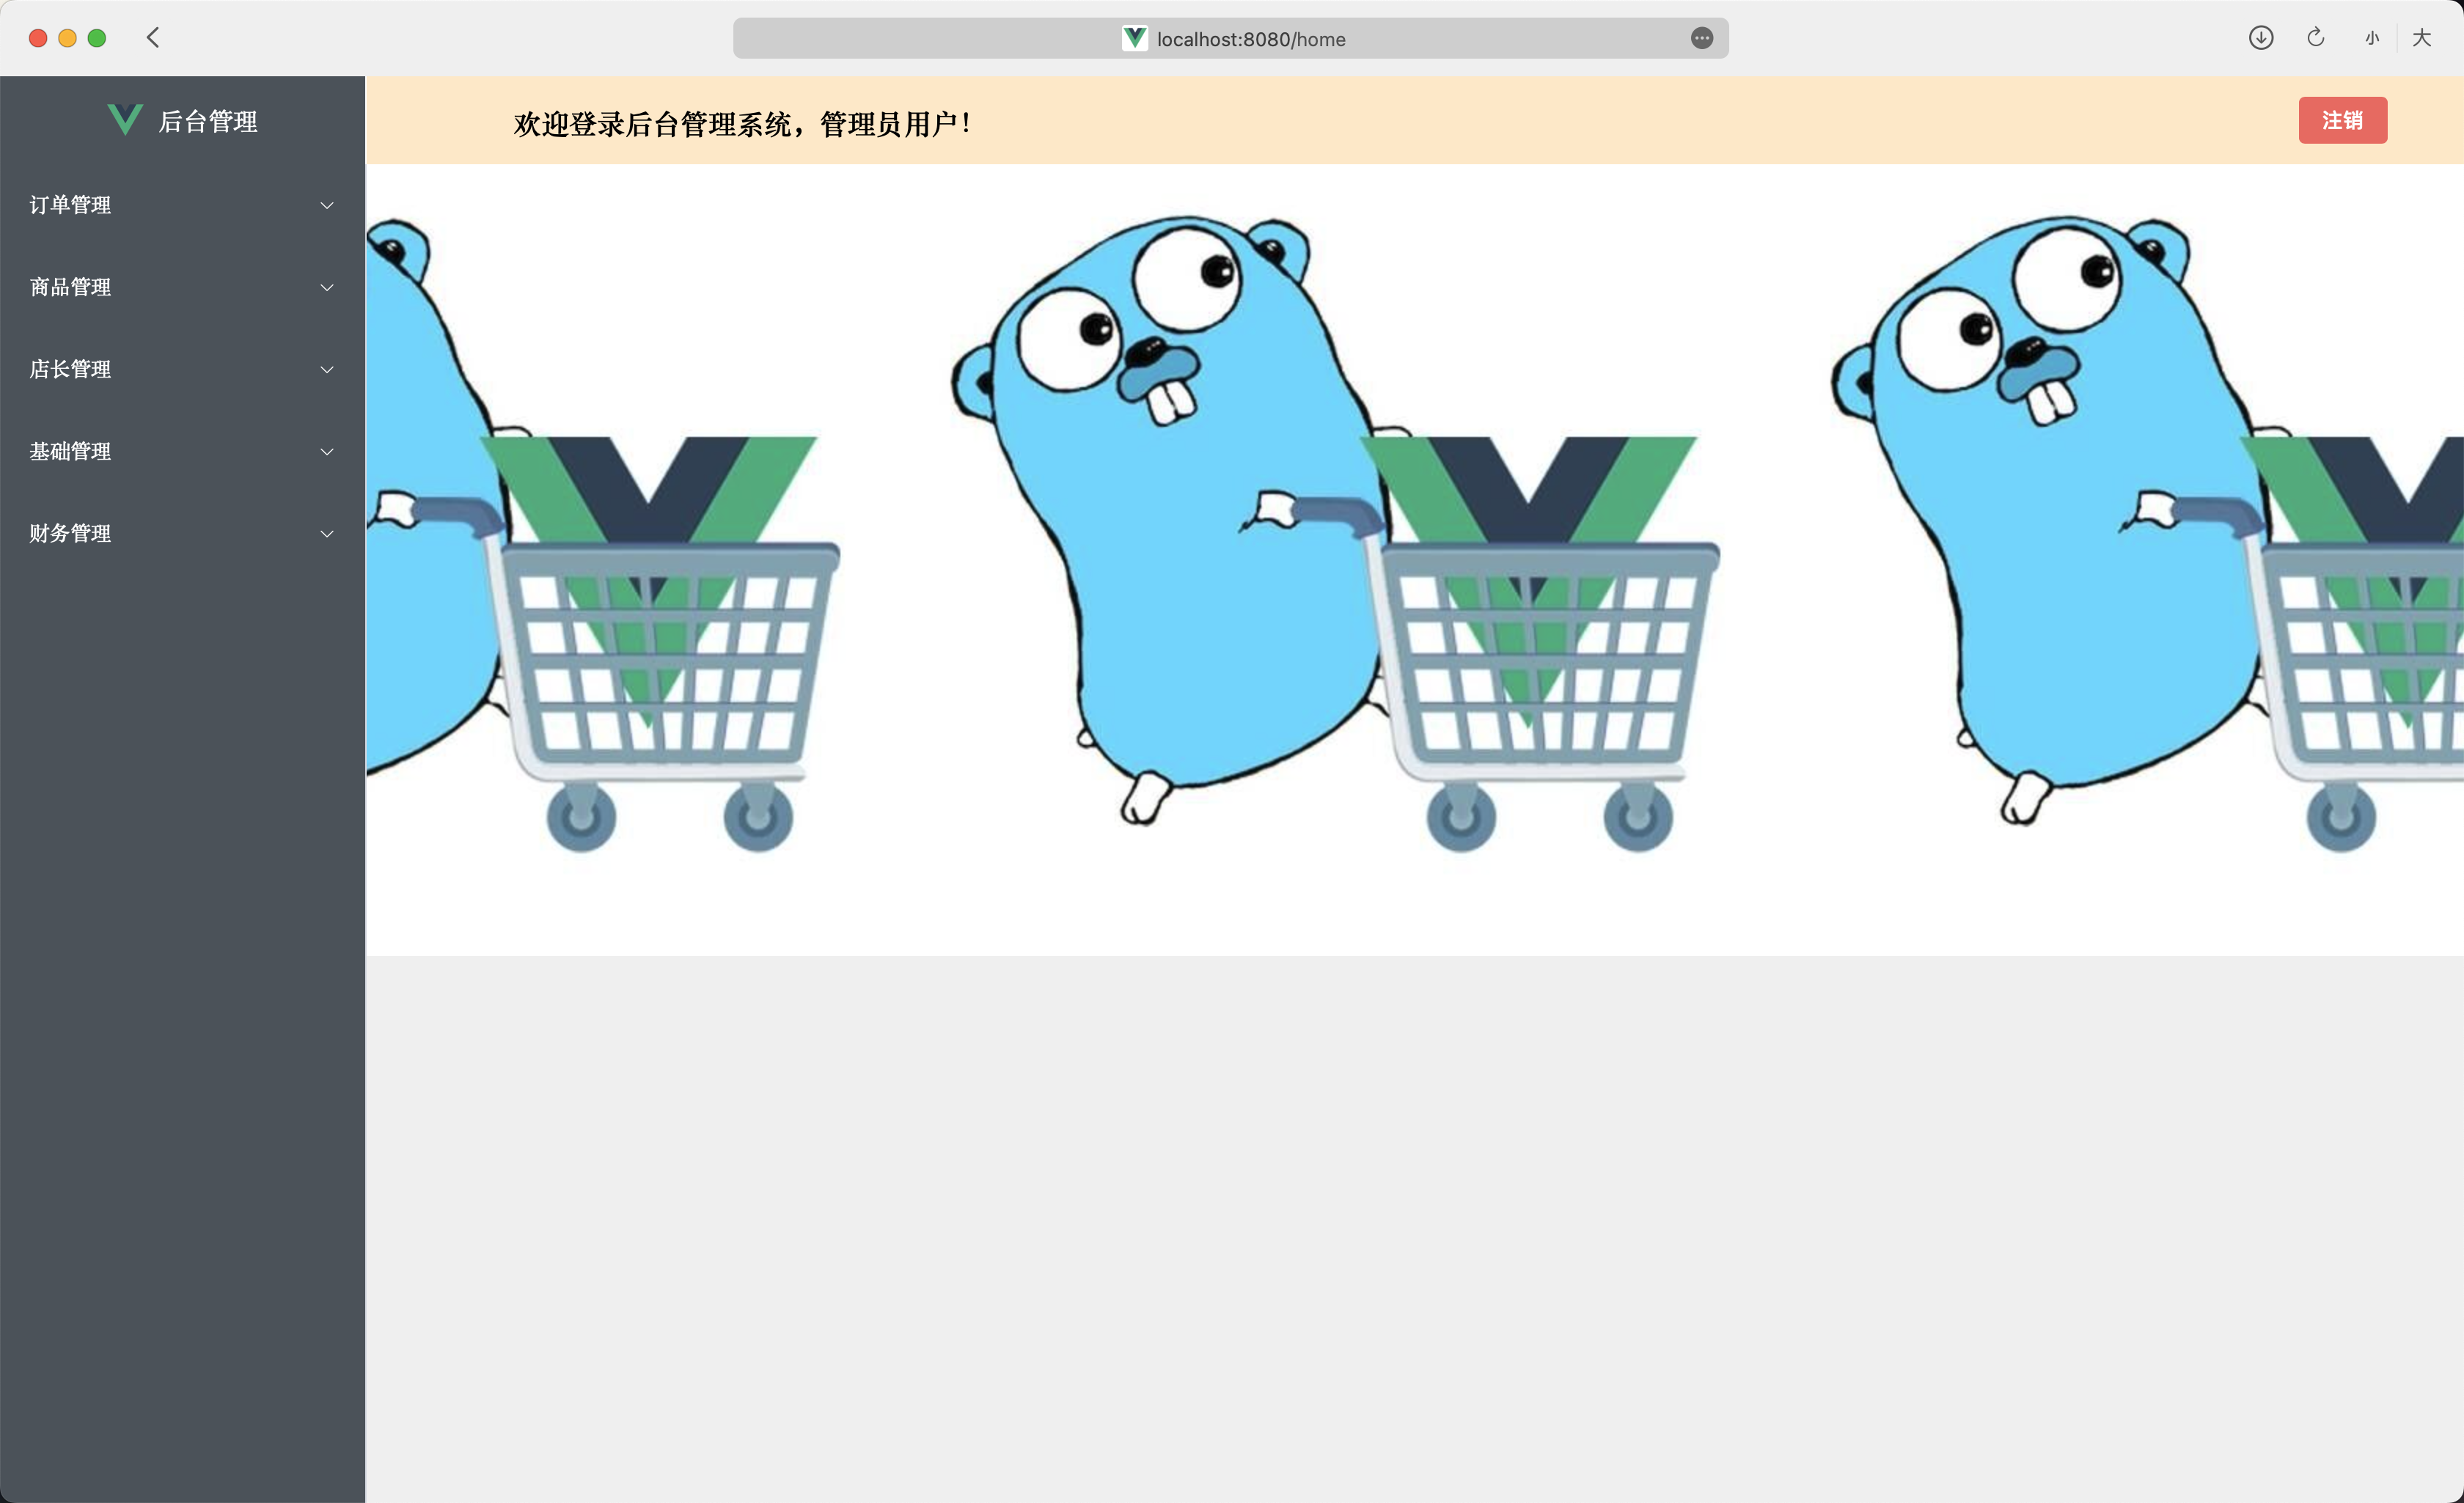 localhost:8080/home
小 大
后台管理
欢迎登录后台管理系统，管理员用户！
注销
订单管理
商品管理
店长管理
基础管理
财务管理